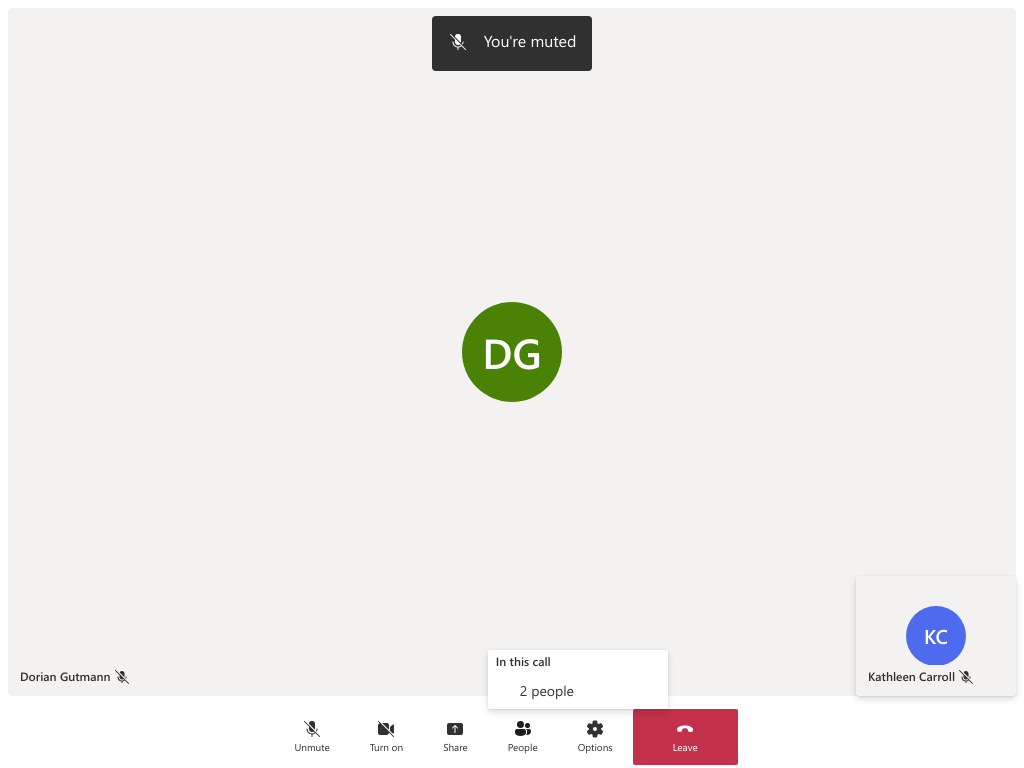 You're muted
DG
KC
Dorian Gutmann
Kathleen Carroll
In this call
2 people
Unmute
Turn on
Share
People
Options
Leave